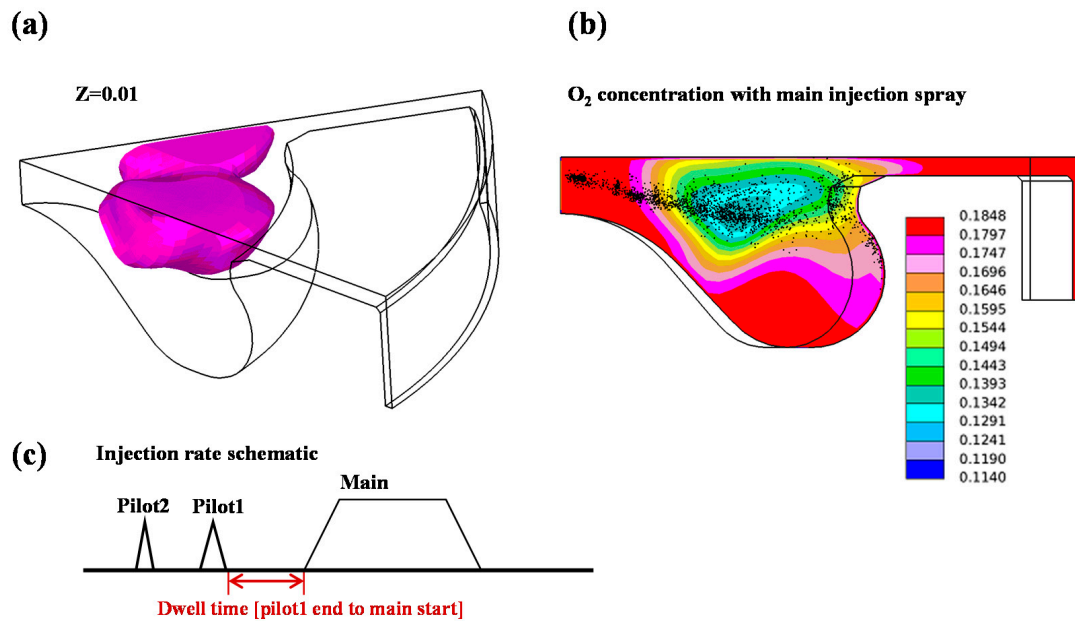 (a)
Z=0.01
(b)
O₂ concentration with main injection spray
0.1848
0.1797
0.1747
0.1696
0.1646
0.1595
0.1544
0.1494
0.1443
0.1393
0.1342
0.1291
0.1241
0.1190
0.1140
(c)
Injection rate schematic
Pilot2
Pilot1
Main
Dwell time [pilot1 end to main start]